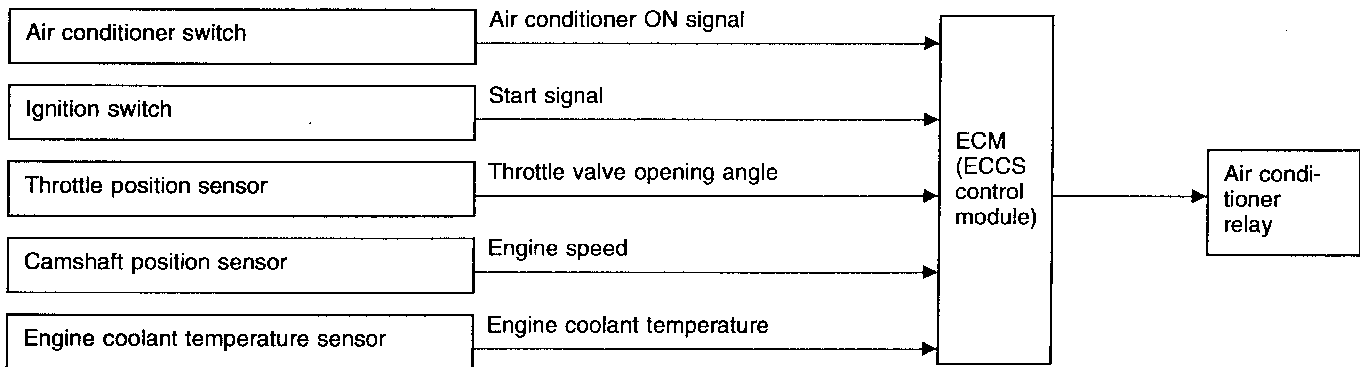 Air conditioner switch
Air conditioner ON signal
Ignition switch
Start signal
Throttle position sensor
Throttle valve opening angle
Camshaft position sensor
Engine speed
Engine coolant temperature sensor
Engine coolant temperature
ECM
(ECCS
control
module)
Air condi-
tioner
relay